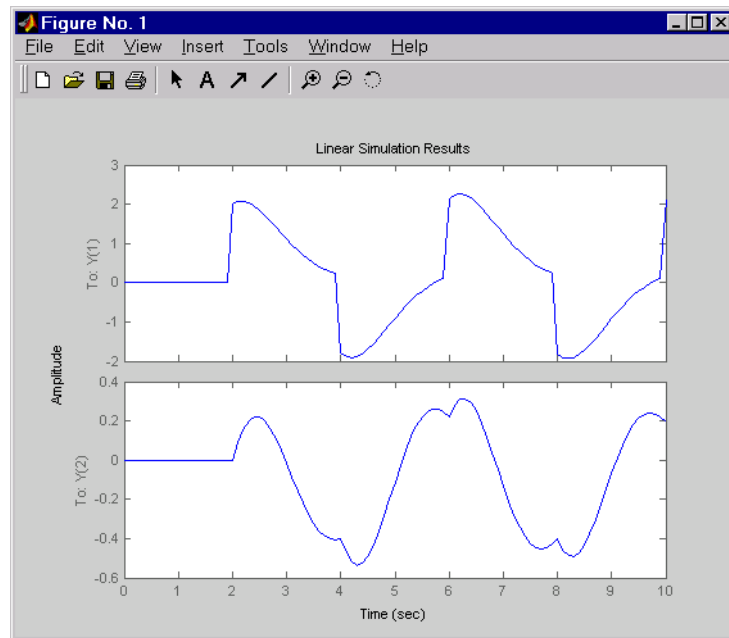 Figure No. 1
File Edit View Insert Tools Window Help
A
Linear Simulation Results
3
2
1
0
-1
-2
To: Y(1)
Amplitude
0.4
0.2
0
-0.2
-0.4
-0.6
To: Y(2)
0 1 2 3 4 5 6 7 8 9 10
Time (sec)